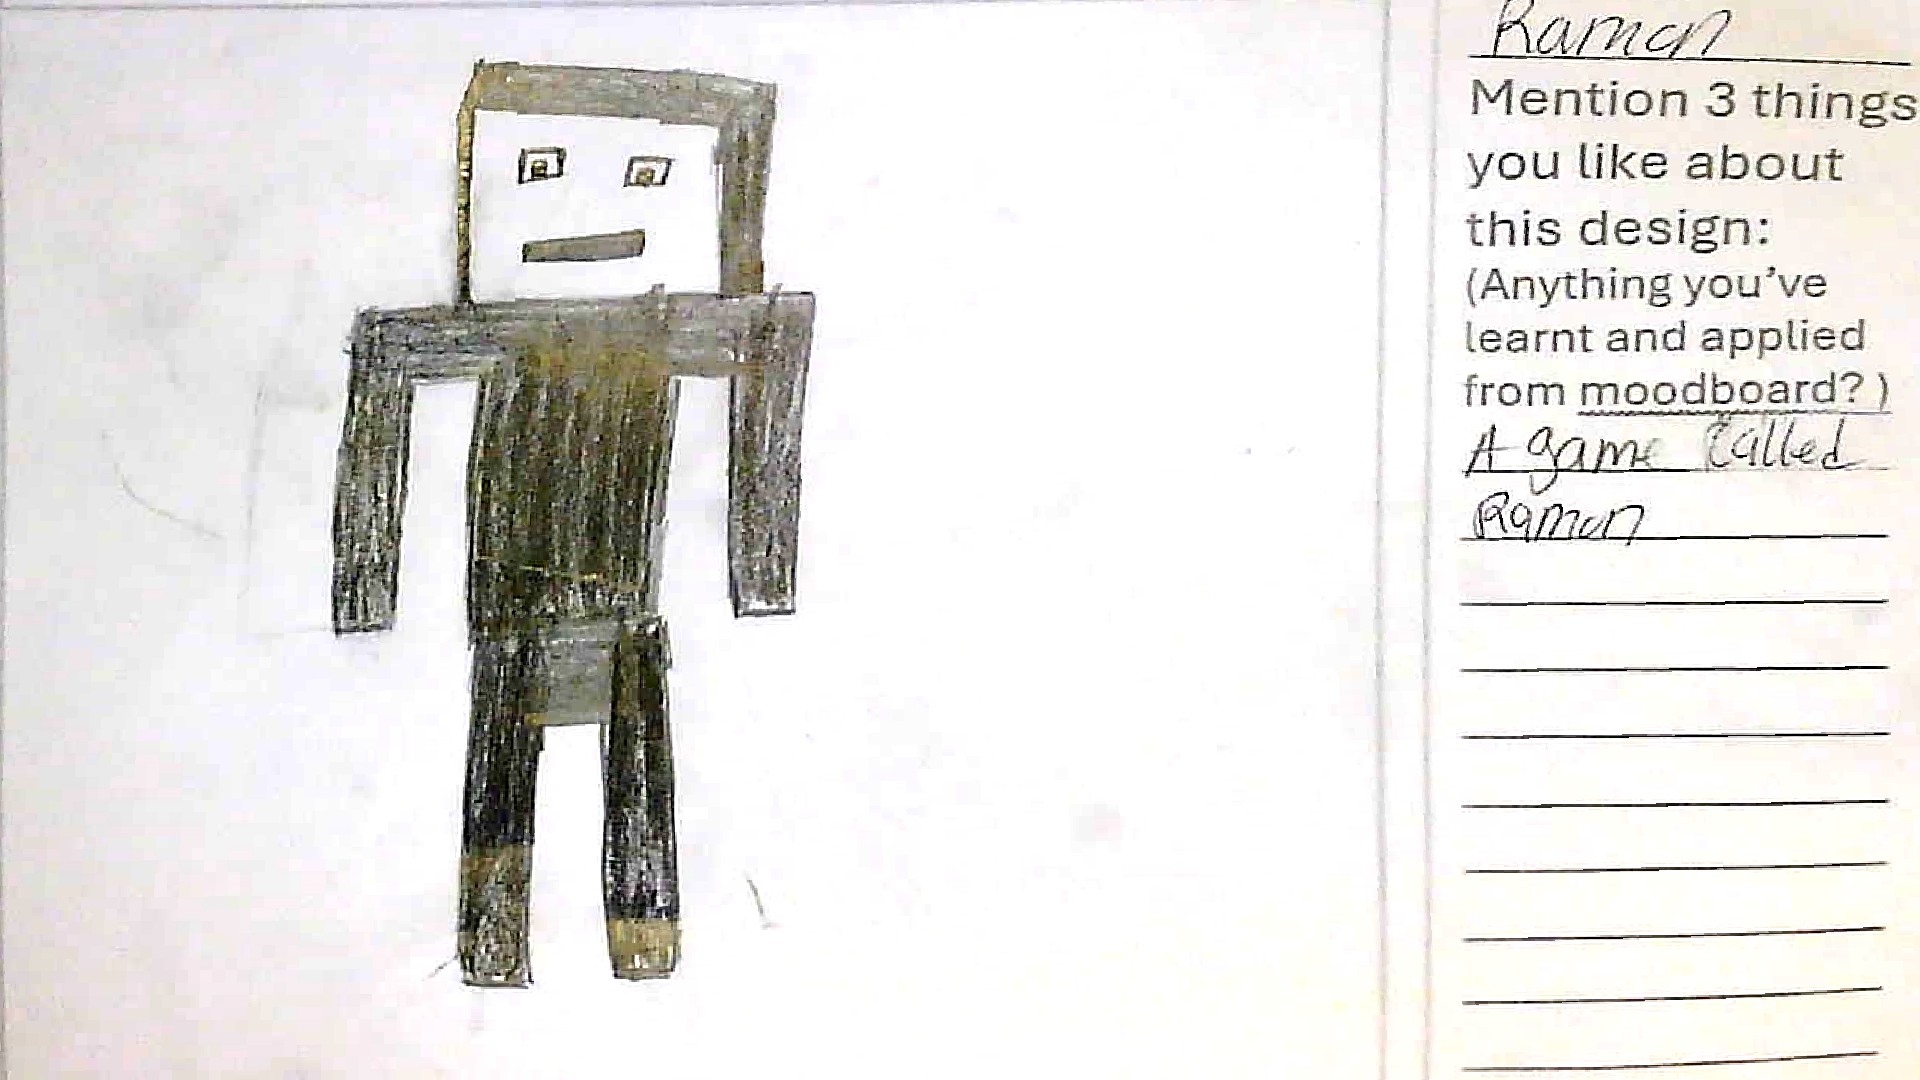 Ramon
Mention 3 things
you like about
this design:
(Anything you've
learnt and applied
from moodboard? )
A game Called
Ramon